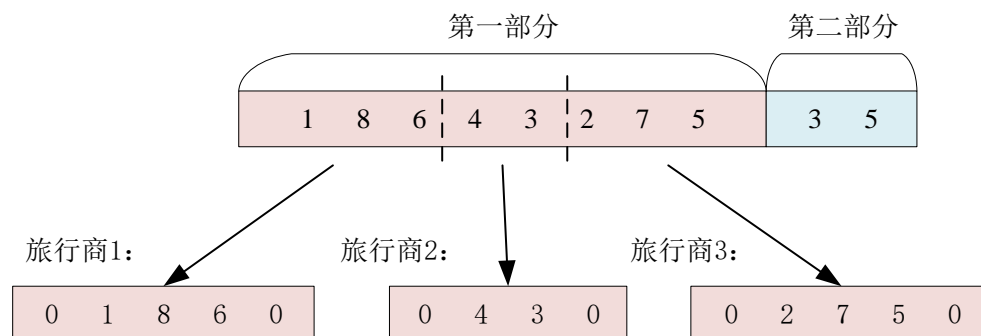 第一部分 第二部分
1 8 6 4 3 2 7 5 3 5
旅行商1： 旅行商2： 旅行商3：
0 1 8 6 0 0 4 3 0 0 2 7 5 0